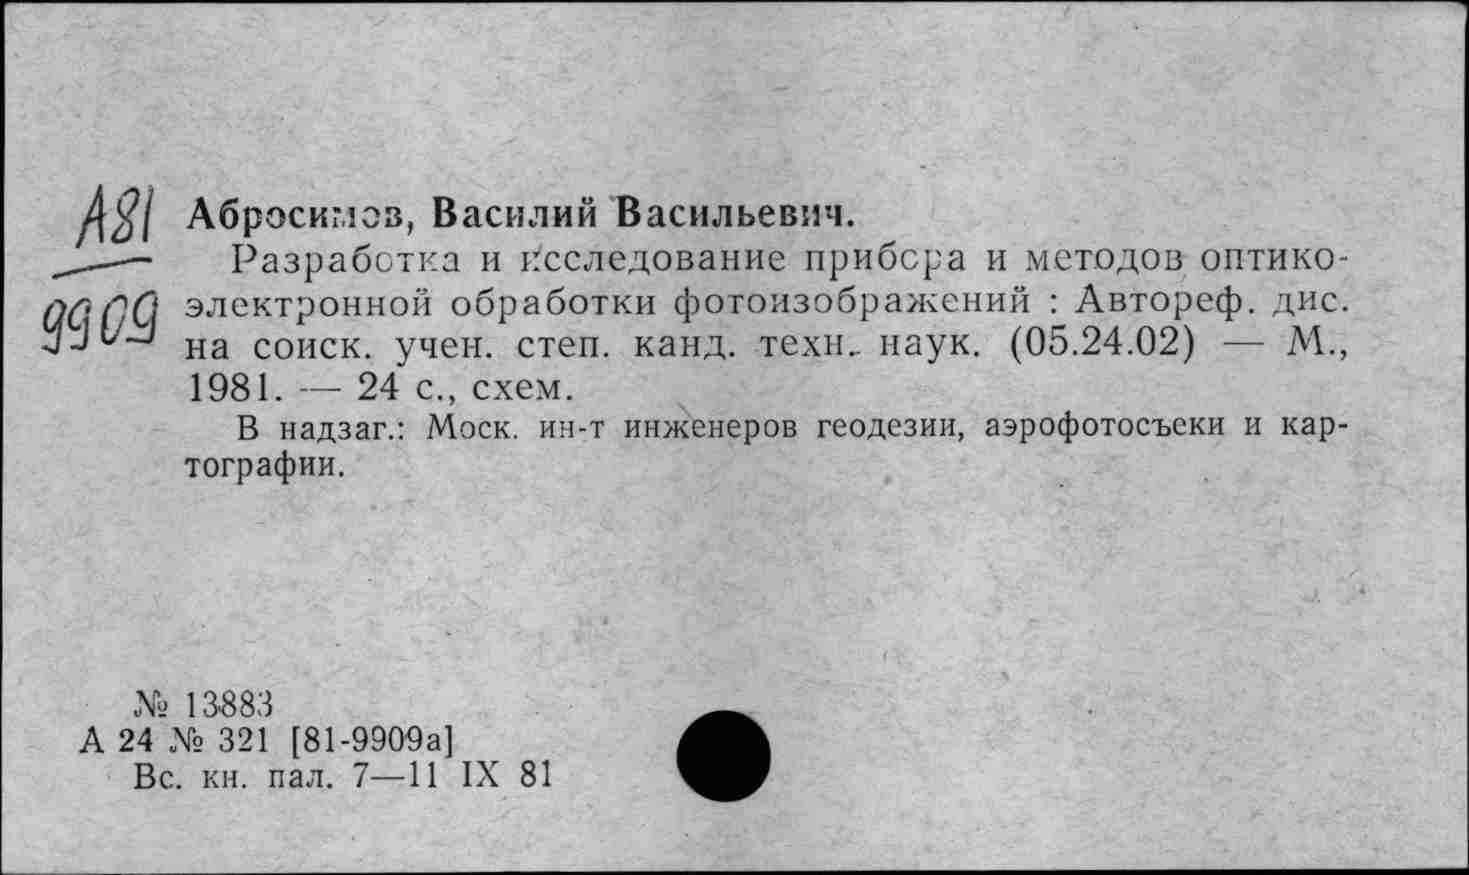 А81
9909
Абросимов, Василий Васильевич.
Разработка и исследование прибора и методов оптико-
электронной обработки фотоизображений : Автореф. дис.
на соиск. учен. степ. канд. техн. наук. (05.24.02) — М.,
1981. — 24 с., схем.
В надзаг.: Моск. ин-т инженеров геодезии, аэрофотосъеки и кар-
тографии.
№ 13883
А 24 № 321 [81-9909а]
Вс. кн. пал. 7—11 IX 81